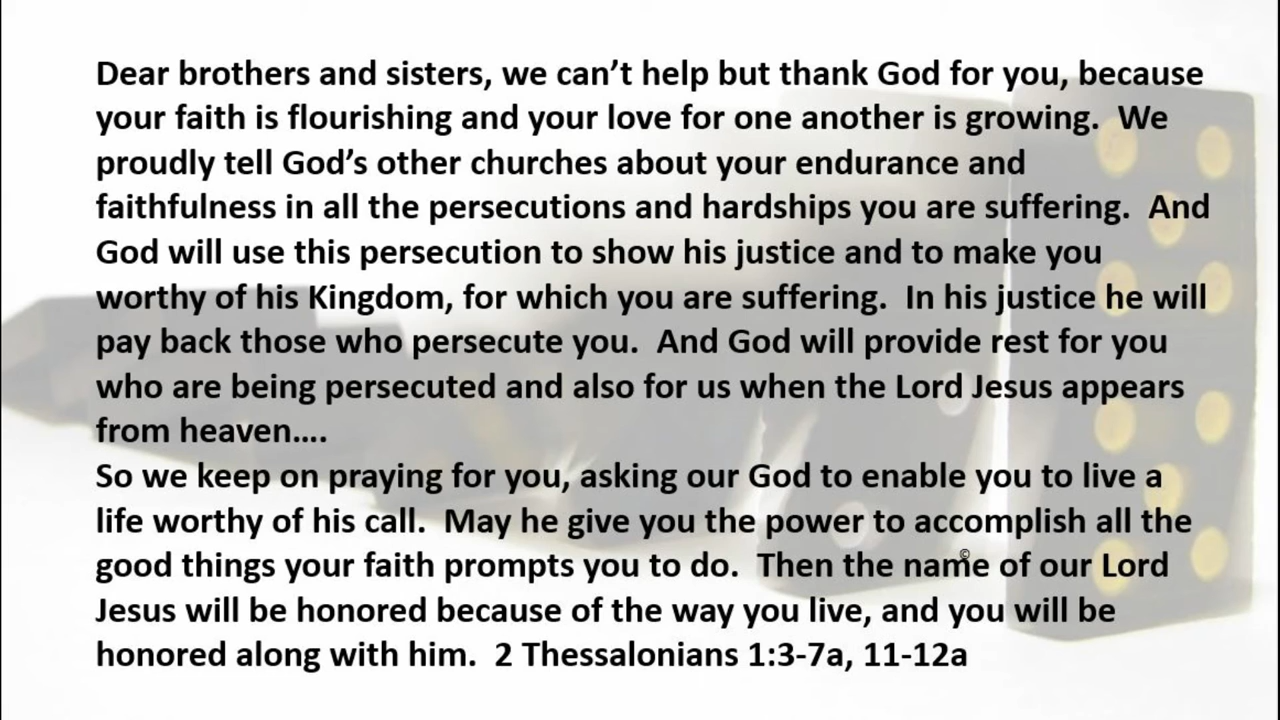 Dear brothers and sisters, we can’t help but thank God for you, because
your faith is flourishing and your love for one another is growing.  We
proudly tell God’s other churches about your endurance and
faithfulness in all the persecutions and hardships you are suffering.  And
God will use this persecution to show his justice and to make you
worthy of his Kingdom, for which you are suffering.  In his justice he will
pay back those who persecute you.  And God will provide rest for you
who are being persecuted and also for us when the Lord Jesus appears
from heaven….
So we keep on praying for you, asking our God to enable you to live a
life worthy of his call.  May he give you the power to accomplish all the
good things your faith prompts you to do.  Then the name of our Lord
Jesus will be honored because of the way you live, and you will be
honored along with him.  2 Thessalonians 1:3-7a, 11-12a
©